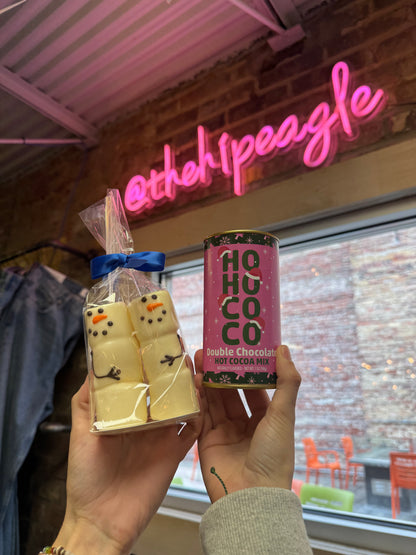 @thehipeagle
HO
HO
CO
CO
Double Chocolate
HOT COCOA MIX